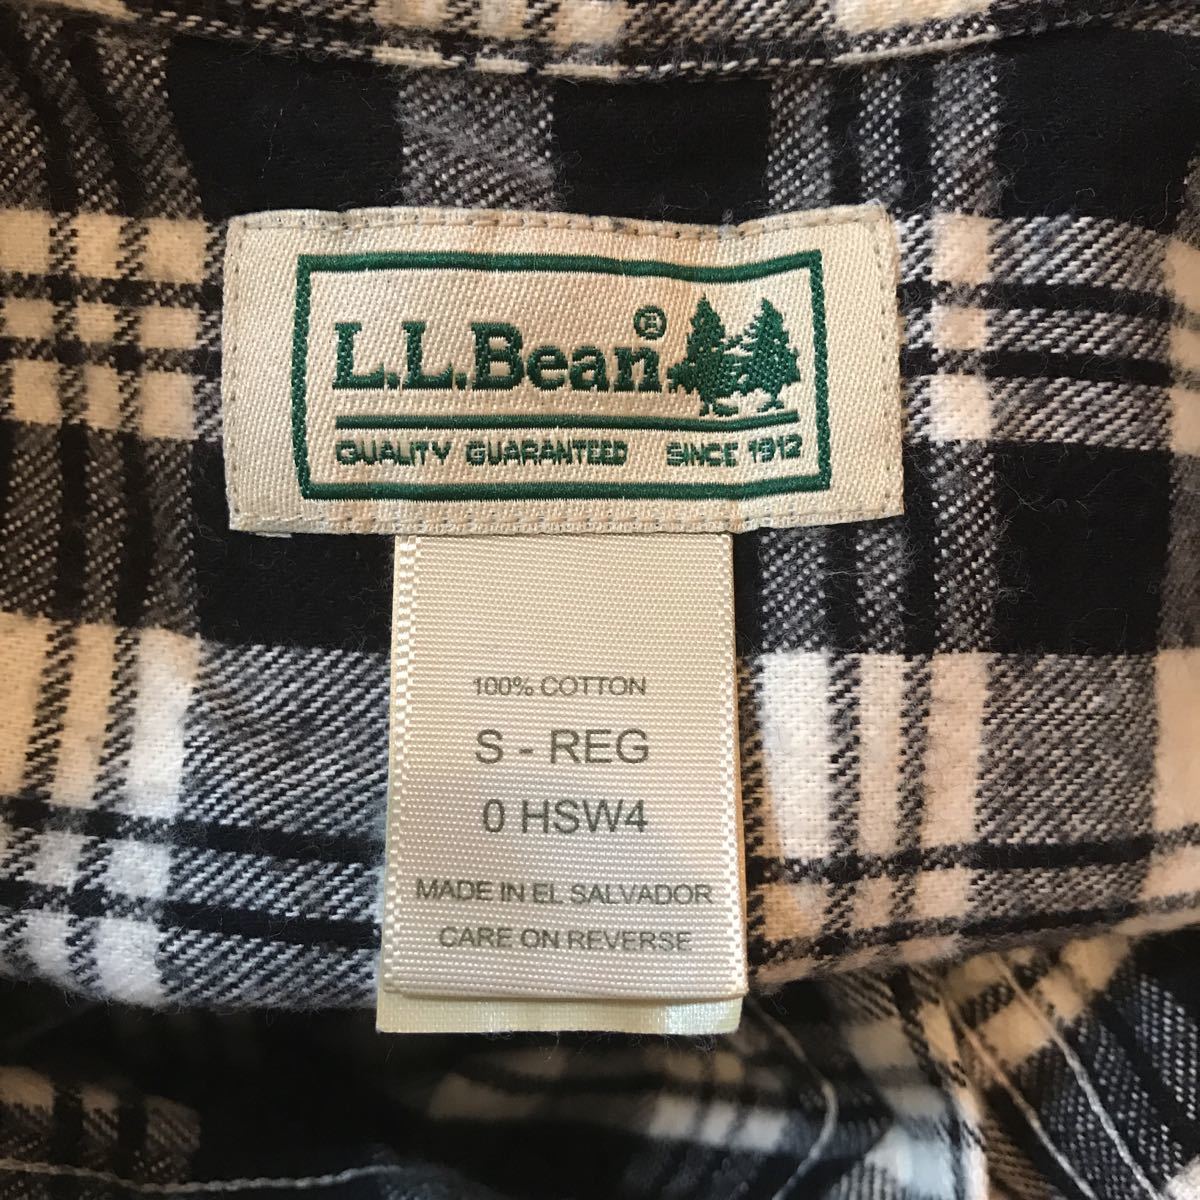 L.L.Bean®
QUALITY GUARANTEED SINCE 1912
100% COTTON
S - REG
0 HSW4
MADE IN EL SALVADOR
CARE ON REVERSE